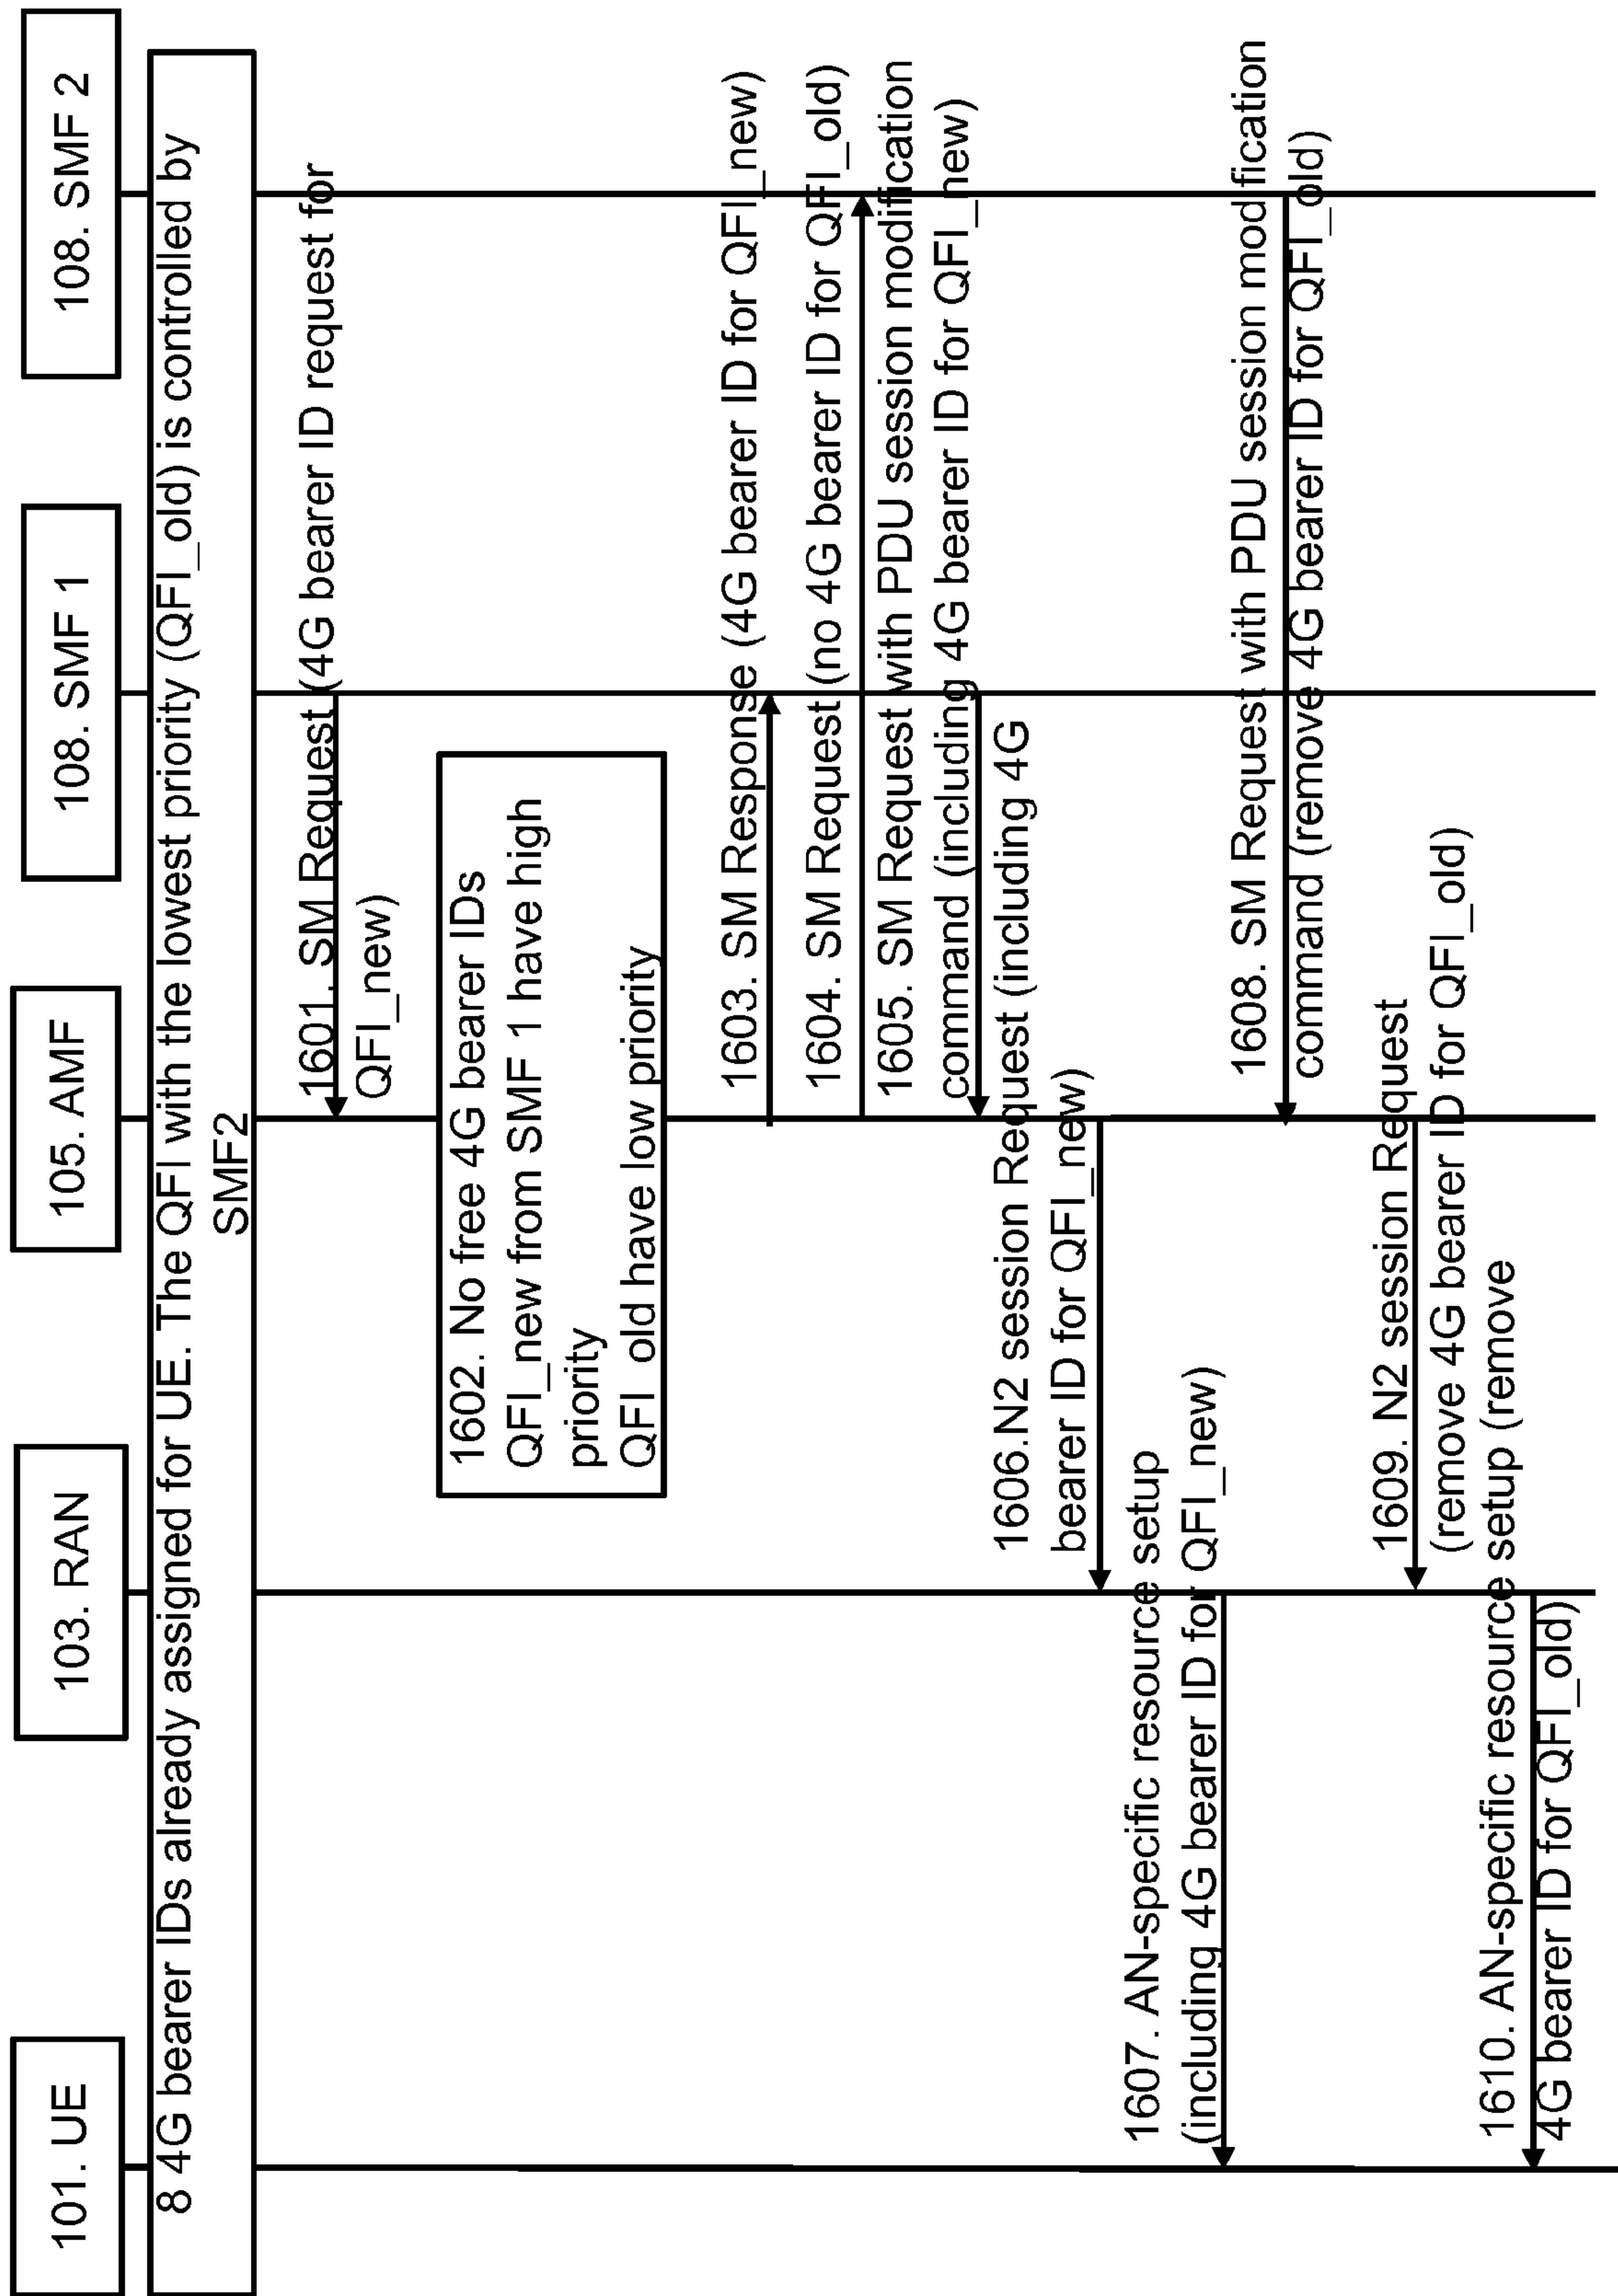 101. UE
103. RAN
105. AMF
108. SMF 1
108. SMF 2
8 4G bearer IDs already assigned for UE. The QFI with the lowest priority (QFI_old) is controlled by
SMF2
1601. SM Request (4G bearer ID request for
QFI_new)
1602. No free 4G bearer IDs
QFI_new from SMF 1 have high
priority
QFI_old have low priority
1603. SM Response (4G bearer ID for QFI_new)
1604. SM Request (no 4G bearer ID for QFI_old)
1605. SM Request with PDU session modification
command (including 4G bearer ID for QFI_new)
1606.N2 session Request (including 4G
bearer ID for QFI_new)
1607. AN-specific resource setup
(including 4G bearer ID for QFI_new)
1608. SM Request with PDU session modification
command (remove 4G bearer ID for QFI_old)
1609. N2 session Request
(remove 4G bearer ID for QFI_old)
1610. AN-specific resource setup (remove
4G bearer ID for QFI_old)